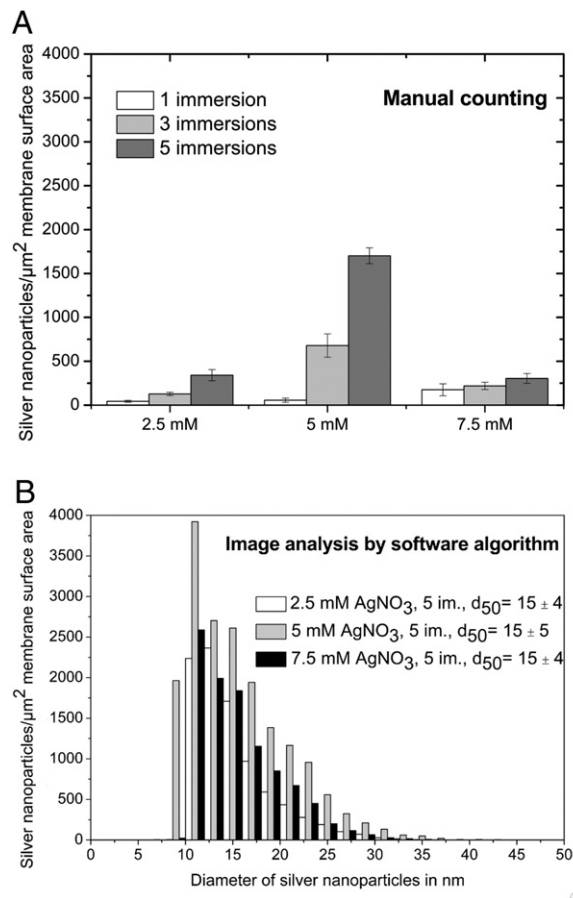 A
Silver nanoparticles/µm² membrane surface area
4000
3500
3000
2500
2000
1500
1000
500
0
1 immersion
3 immersions
5 immersions
Manual counting
2.5 mM
5 mM
7.5 mM
B
Silver nanoparticles/µm² membrane surface area
4000
3500
3000
2500
2000
1500
1000
500
0
Image analysis by software algorithm
2.5 mM AgNO₃, 5 im., d₅₀= 15 ± 4
5 mM AgNO₃, 5 im., d₅₀= 15 ± 5
7.5 mM AgNO₃, 5 im., d₅₀= 15 ± 4
0 5 10 15 20 25 30 35 40 45 50
Diameter of silver nanoparticles in nm